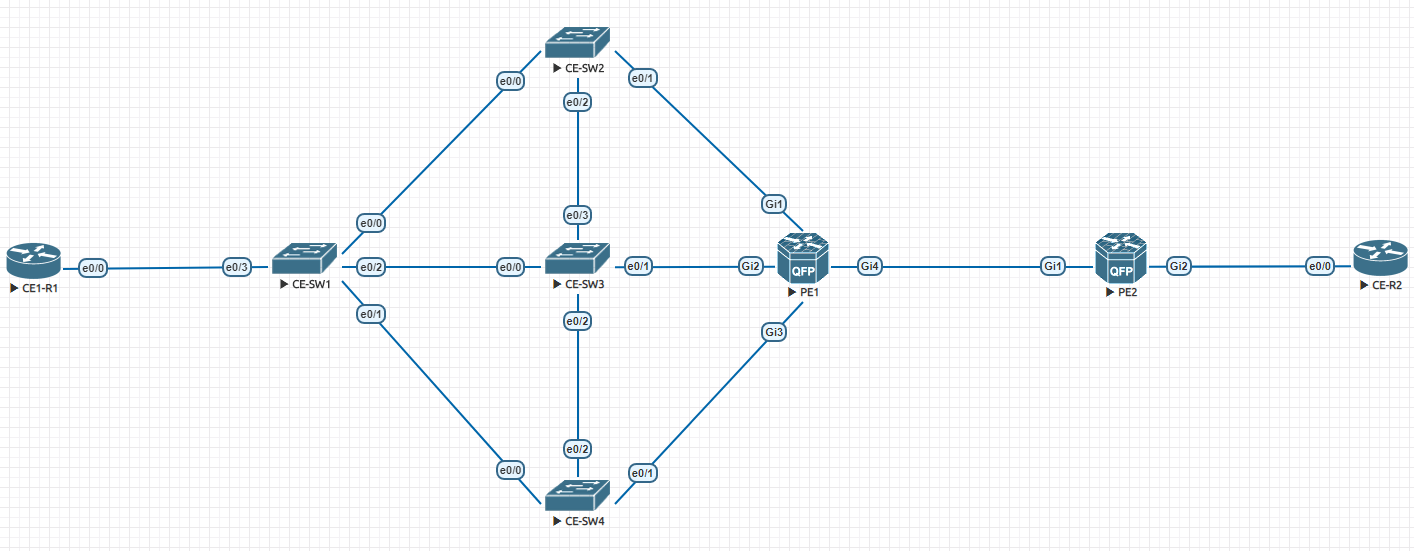 CE-SW2
e0/0
e0/1
e0/2
Gi1
e0/3
e0/0
CE1-R1
e0/0
e0/3
CE-SW1
e0/2
e0/0
CE-SW3
e0/1
Gi2
QFP
PE1
Gi4
Gi1
QFP
PE2
Gi2
e0/0
CE-R2
e0/1
e0/2
Gi3
e0/2
e0/0
e0/1
CE-SW4